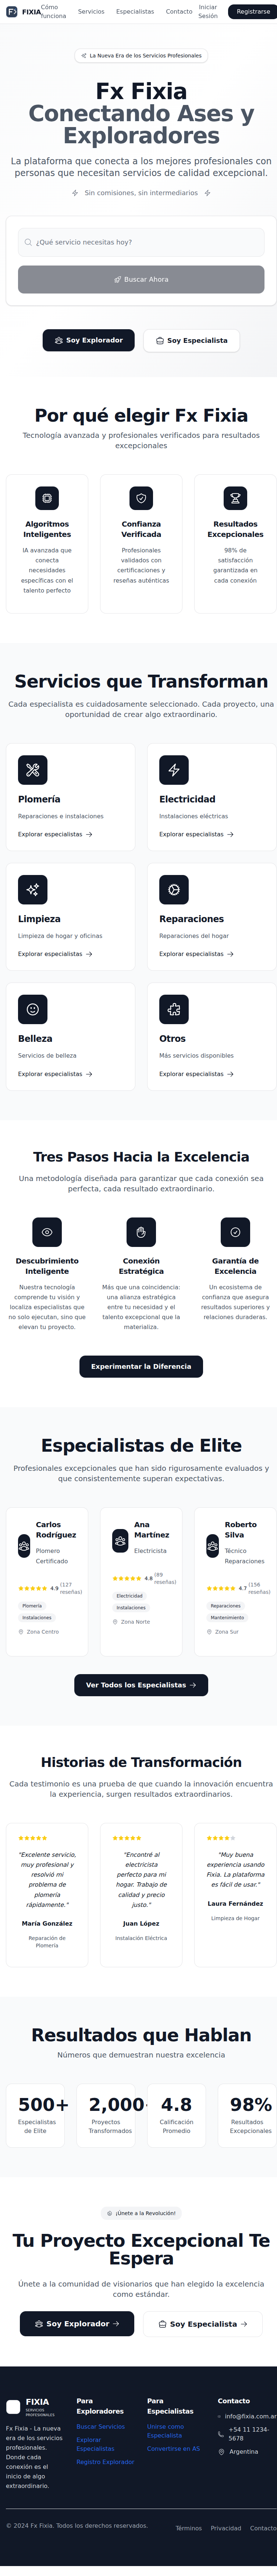 FIXIA
Cómo funciona
Servicios
Especialistas
Contacto
Iniciar Sesión
Registrarse
La Nueva Era de los Servicios Profesionales
Fx Fixia
Conectando Ases y
Exploradores
La plataforma que conecta a los mejores profesionales con
personas que necesitan servicios de calidad excepcional.
Sin comisiones, sin intermediarios
¿Qué servicio necesitas hoy?
Buscar Ahora
Soy Explorador
Soy Especialista
Por qué elegir Fx Fixia
Tecnología avanzada y profesionales verificados para resultados
excepcionales
Algoritmos
Inteligentes
IA avanzada que
conecta
necesidades
específicas con el
talento perfecto
Confianza
Verificada
Profesionales
validados con
certificaciones y
reseñas auténticas
Resultados
Excepcionales
98% de
satisfacción
garantizada en
cada conexión
Servicios que Transforman
Cada especialista es cuidadosamente seleccionado. Cada proyecto, una
oportunidad de crear algo extraordinario.
Plomería
Reparaciones e instalaciones
Explorar especialistas
Electricidad
Instalaciones eléctricas
Explorar especialistas
Limpieza
Limpieza de hogar y oficinas
Explorar especialistas
Reparaciones
Reparaciones del hogar
Explorar especialistas
Belleza
Servicios de belleza
Explorar especialistas
Otros
Más servicios disponibles
Explorar especialistas
Tres Pasos Hacia la Excelencia
Una metodología diseñada para garantizar que cada conexión sea
perfecta, cada resultado extraordinario.
Descubrimiento
Inteligente
Nuestra tecnología
comprende tu visión y
localiza especialistas que
no solo ejecutan, sino que
elevan tu proyecto.
Conexión
Estratégica
Más que una coincidencia:
una alianza estratégica
entre tu necesidad y el
talento excepcional que la
materializa.
Garantía de
Excelencia
Un ecosistema de
confianza que asegura
resultados superiores y
relaciones duraderas.
Experimentar la Diferencia
Especialistas de Elite
Profesionales excepcionales que han sido rigurosamente evaluados y
que consistentemente superan expectativas.
Carlos
Rodríguez
Plomero
Certificado
4.9 (127 reseñas)
Plomería
Instalaciones
Zona Centro
Ana
Martínez
Electricista
4.8 (89 reseñas)
Electricidad
Instalaciones
Zona Norte
Roberto
Silva
Técnico
Reparaciones
4.7 (156 reseñas)
Reparaciones
Mantenimiento
Zona Sur
Ver Todos los Especialistas
Historias de Transformación
Cada testimonio es una prueba de que cuando la innovación encuentra
la experiencia, surgen resultados extraordinarios.
"Excelente servicio,
muy profesional y
resolvió mi
problema de
plomería
rápidamente."
María González
Reparación de
Plomería
"Encontré al
electricista
perfecto para mi
hogar. Trabajo de
calidad y precio
justo."
Juan López
Instalación Eléctrica
"Muy buena
experiencia usando
Fixia. La plataforma
es fácil de usar."
Laura Fernández
Limpieza de Hogar
Resultados que Hablan
Números que demuestran nuestra excelencia
500+
Especialistas
de Elite
2,000+
Proyectos
Transformados
4.8
Calificación
Promedio
98%
Resultados
Excepcionales
¡Únete a la Revolución!
Tu Proyecto Excepcional Te
Espera
Únete a la comunidad de visionarios que han elegido la excelencia
como estándar.
Soy Explorador
Soy Especialista
FIXIA
SERVICIOS
PROFESIONALES
Fx Fixia - La nueva
era de los servicios
profesionales.
Donde cada
conexión es el
inicio de algo
extraordinario.
Para
Exploradores
Buscar Servicios
Explorar
Especialistas
Registro Explorador
Para
Especialistas
Unirse como
Especialista
Convertirse en AS
Contacto
info@fixia.com.ar
+54 11 1234-
5678
Argentina
© 2024 Fx Fixia. Todos los derechos reservados.
Términos
Privacidad
Contacto